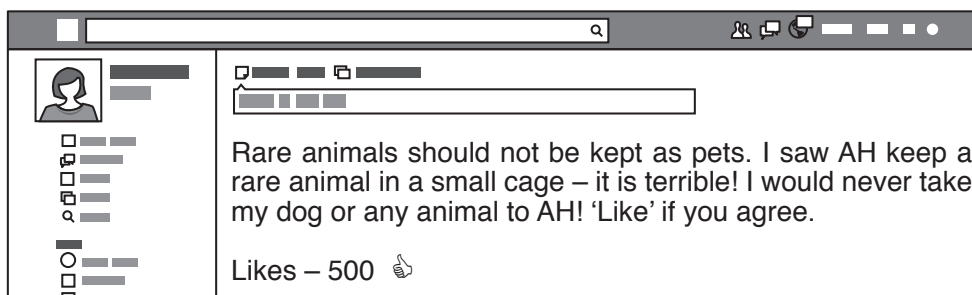 Rare animals should not be kept as pets. I saw AH keep a
rare animal in a small cage – it is terrible! I would never take
my dog or any animal to AH! ‘Like’ if you agree.
Likes – 500